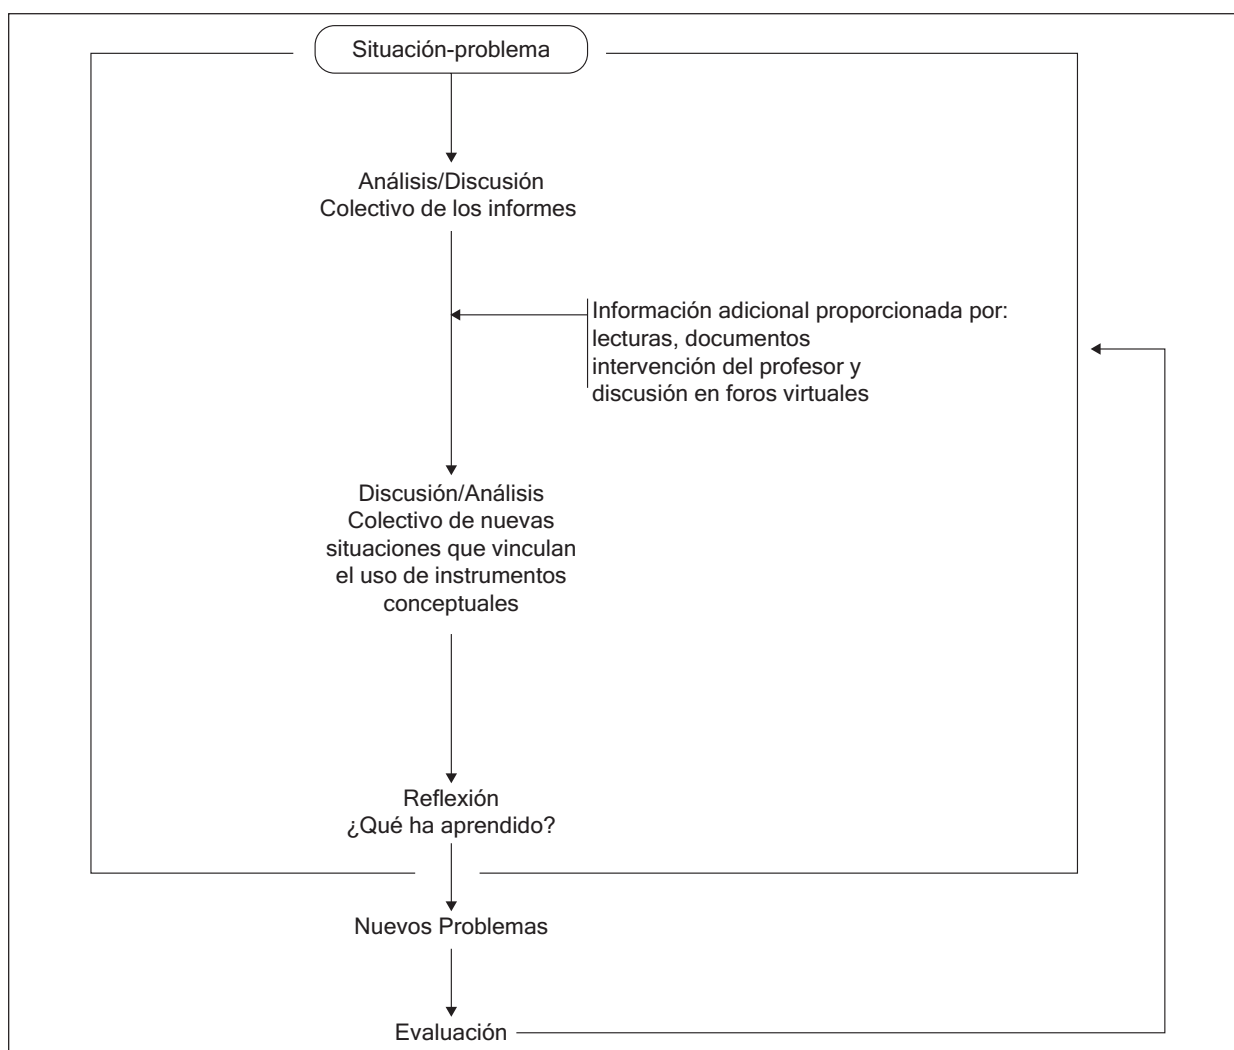 Situación-problema
Análisis/Discusión
Colectivo de los informes
Información adicional proporcionada por:
lecturas, documentos
intervención del profesor y
discusión en foros virtuales
Discusión/Análisis
Colectivo de nuevas
situaciones que vinculan
el uso de instrumentos
conceptuales
Reflexión
¿Qué ha aprendido?
Nuevos Problemas
Evaluación